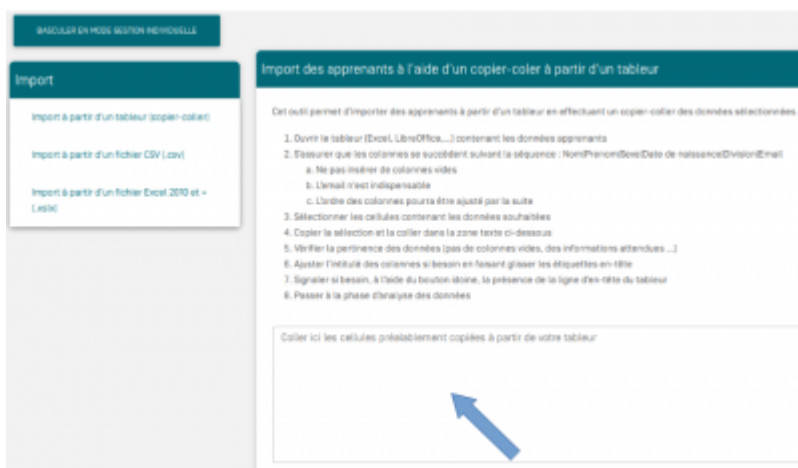 BASCULER EN MODE GESTION INDIVIDUELLE
Import
Import à partir d'un tableur (copier-coller)
Import à partir d'un fichier CSV (.csv)
Import à partir d'un fichier Excel 2010 et +
(.xslx)
Import des apprenants à l'aide d'un copier-coler à partir d'un tableur
Cet outil permet d'importer des apprenants à partir d'un tableur en effectuant un copier-coller des données sélectionnées.
1. Ouvrir le tableur (Excel, LibreOffice,...) contenant les données apprenants
2. S'assurer que les colonnes se succèdent suivant la séquence : Nom|Prenom|Sexe|Date de naissance|Division|Email
a. Ne pas insérer de colonnes vides
b. L'email n'est indispensable
c. L'ordre des colonnes pourra être ajusté par la suite
3. Sélectionner les cellules contenant les données souhaitées
4. Copier la sélection et la coller dans la zone texte ci-dessous
5. Vérifier la pertinence des données (pas de colonnes vides, des informations attendues ...)
6. Ajuster l'intitulé des colonnes si besoin en faisant glisser les étiquettes en-tête
7. Signaler si besoin, à l'aide du bouton idoine, la présence de la ligne d'en-tête du tableur
8. Passer à la phase d'analyse des données
Coller ici les cellules préalablement copiées à partir de votre tableur